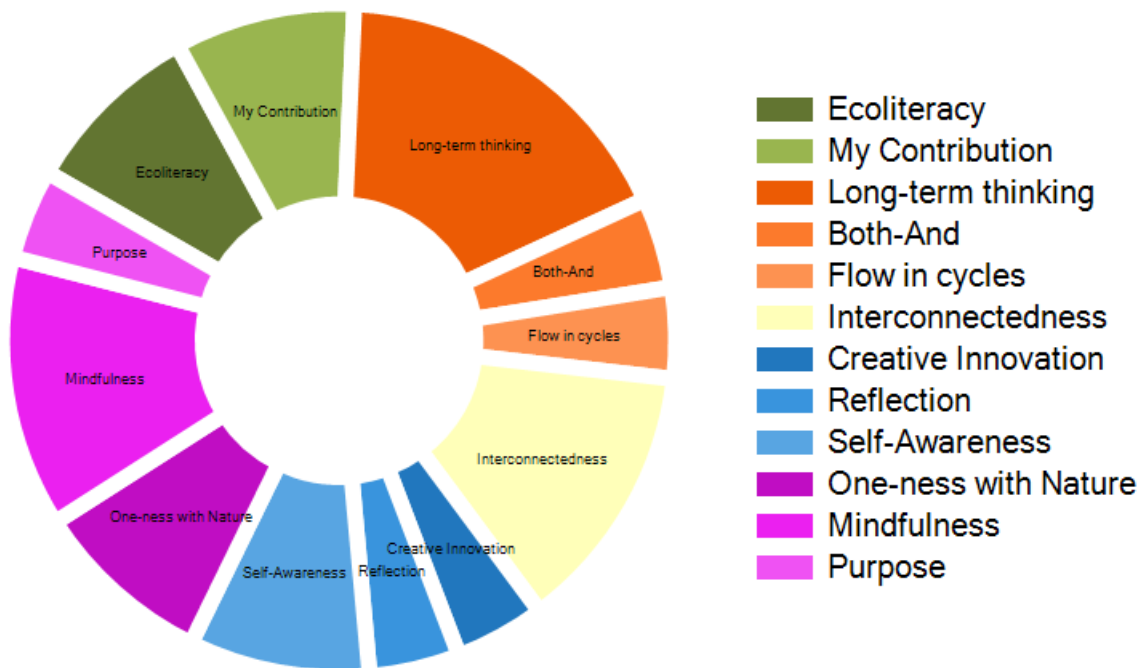 My Contribution
Long-term thinking
Ecoliteracy
Purpose
Both-And
Flow in cycles
Mindfulness
Interconnectedness
One-ness with Nature
Creative Innovation
Self-Awareness
Reflection
Ecoliteracy
My Contribution
Long-term thinking
Both-And
Flow in cycles
Interconnectedness
Creative Innovation
Reflection
Self-Awareness
One-ness with Nature
Mindfulness
Purpose